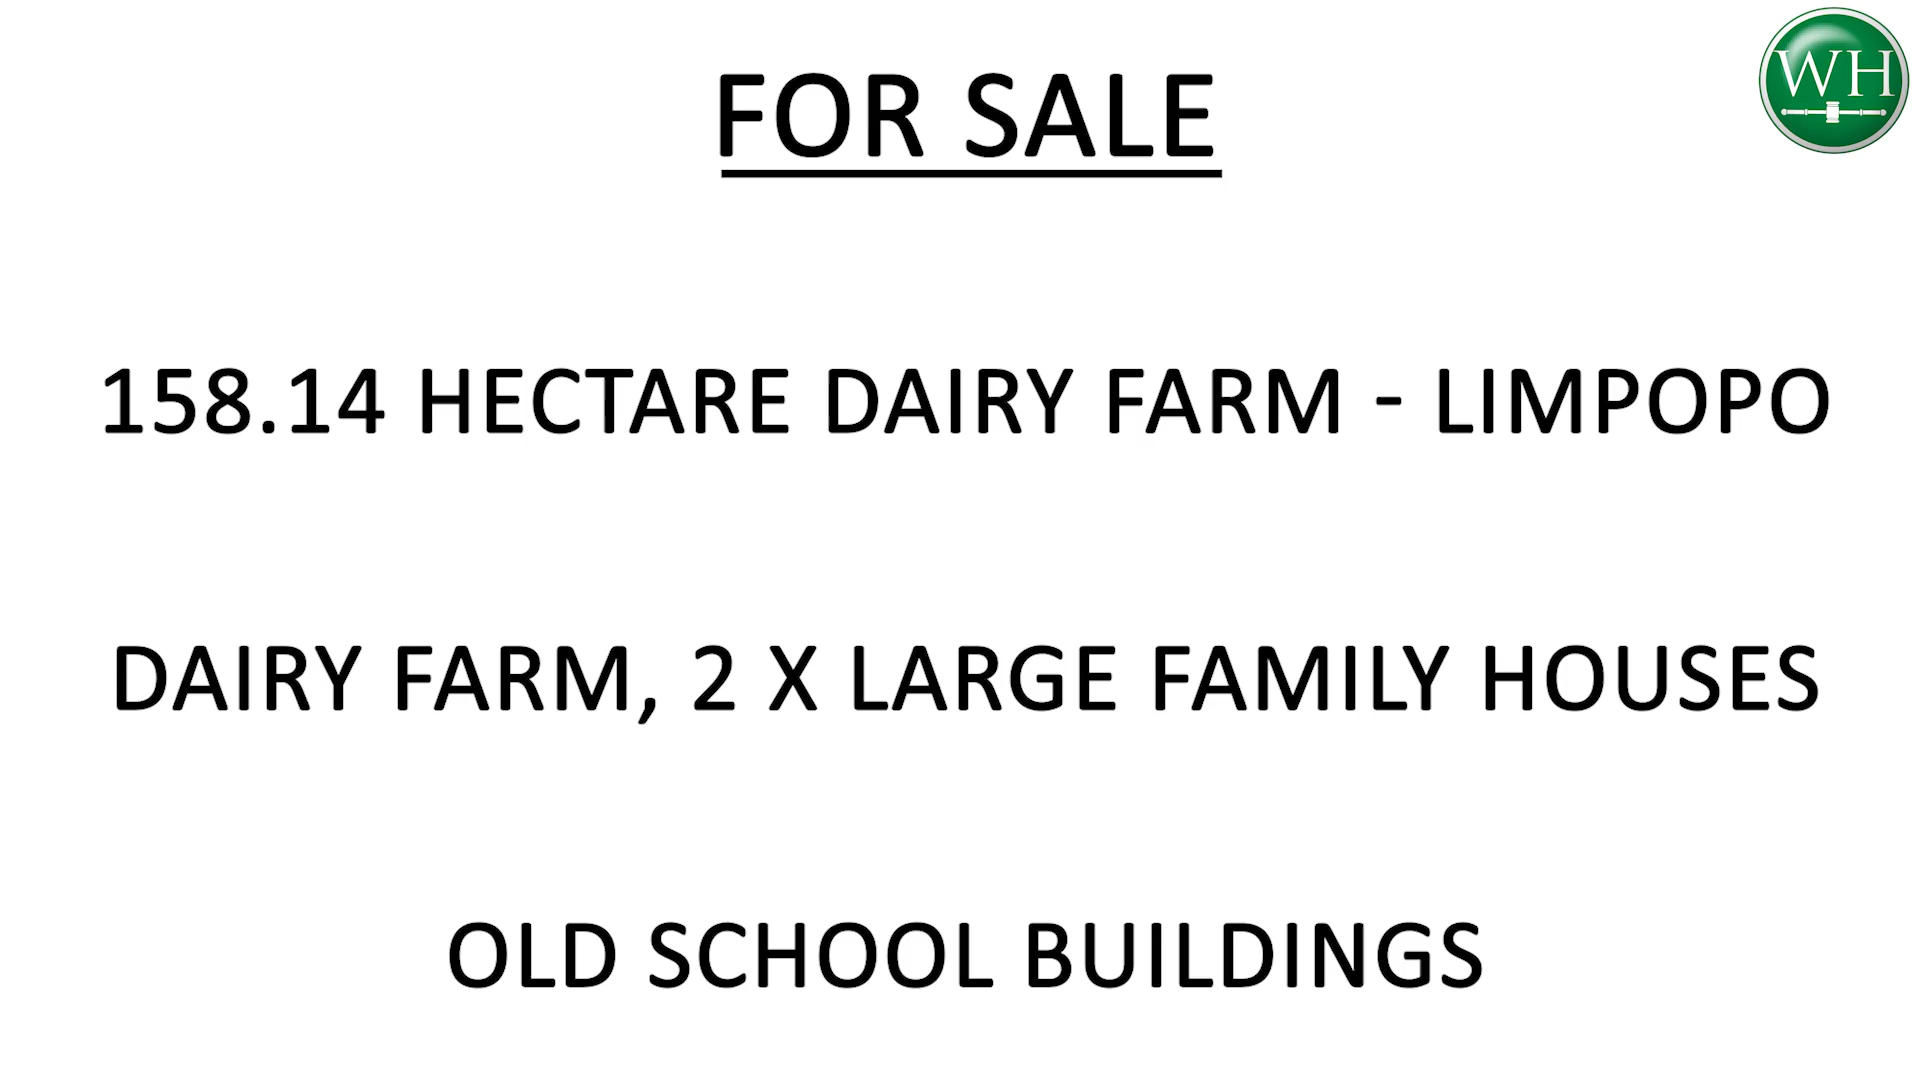 WH
FOR SALE
158.14 HECTARE DAIRY FARM - LIMPOPO
DAIRY FARM, 2 X LARGE FAMILY HOUSES
OLD SCHOOL BUILDINGS